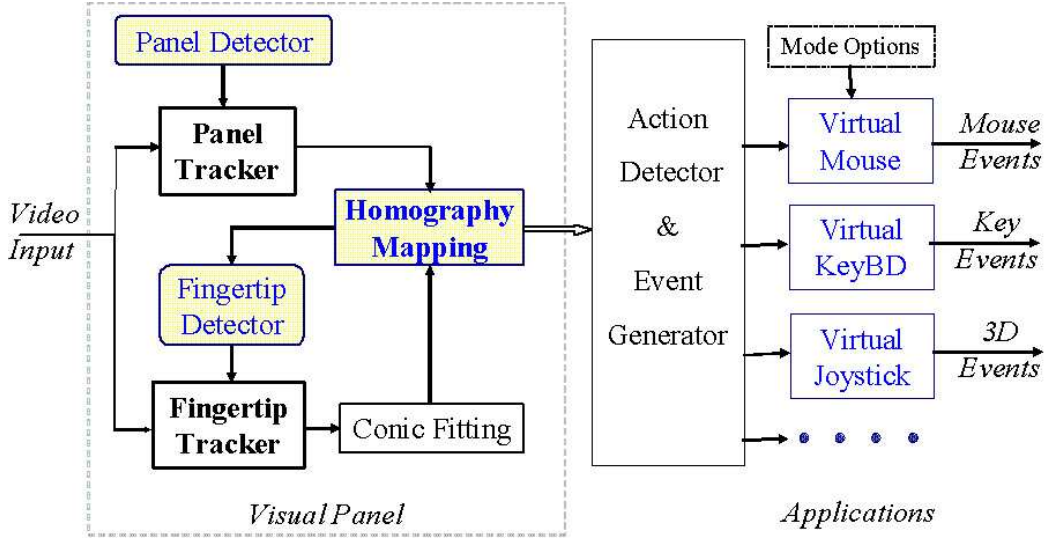 Panel Detector
Panel
Tracker
Video
Input
Homography
Mapping
Fingertip
Detector
Fingertip
Tracker
Conic Fitting
Visual Panel
Action
Detector
&
Event
Generator
Mode Options
Virtual
Mouse
Mouse
Events
Virtual
KeyBD
Key
Events
Virtual
Joystick
3D
Events
Applications